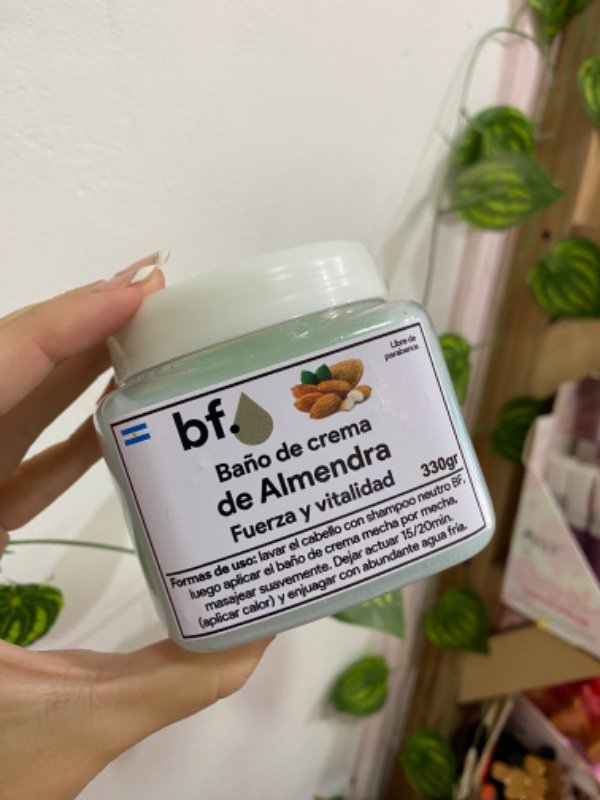 Libre de
parabenos
bf.
Baño de crema
de Almendra
Fuerza y vitalidad
330gr
Formas de uso: lavar el cabello con shampoo neutro Bf,
luego aplicar el baño de crema mecha por mecha,
masajear suavemente. Dejar actuar 15/20min.
(aplicar calor) y enjuagar con abundante agua fría.